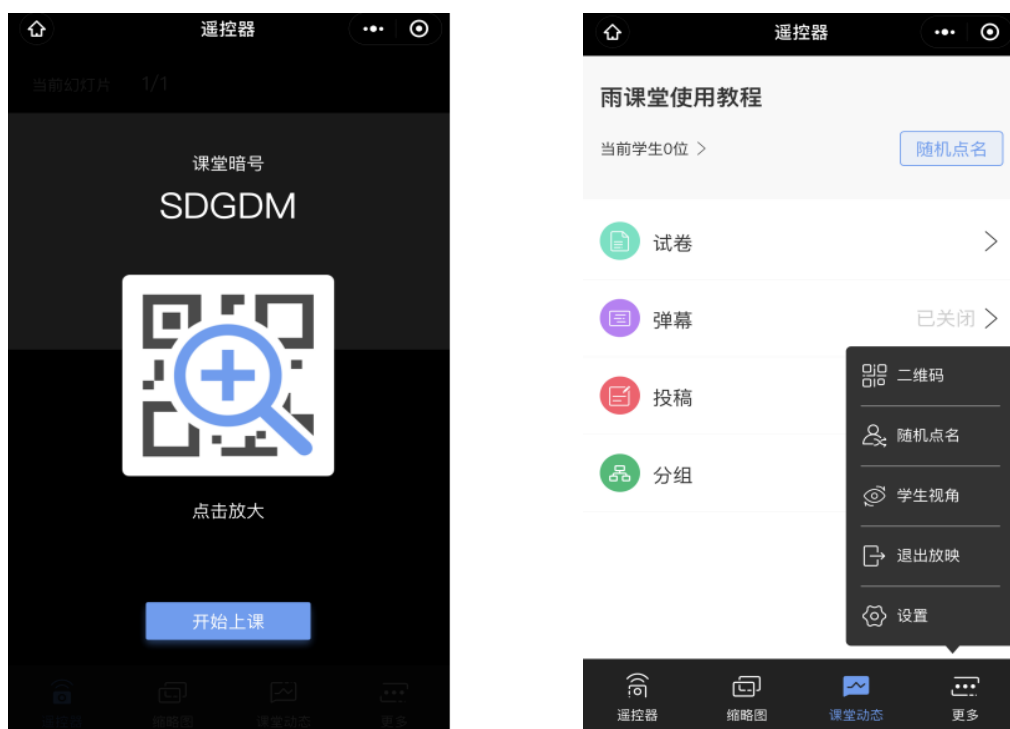 遥控器
当前幻灯片 1/1
课堂暗号
SDGDM
点击放大
开始上课
遥控器 缩略图 课堂动态 更多
遥控器
雨课堂使用教程
当前学生0位 >
随机点名
试卷
弹幕 已关闭
投稿
分组
二维码
随机点名
学生视角
退出放映
设置
遥控器 缩略图 课堂动态 更多